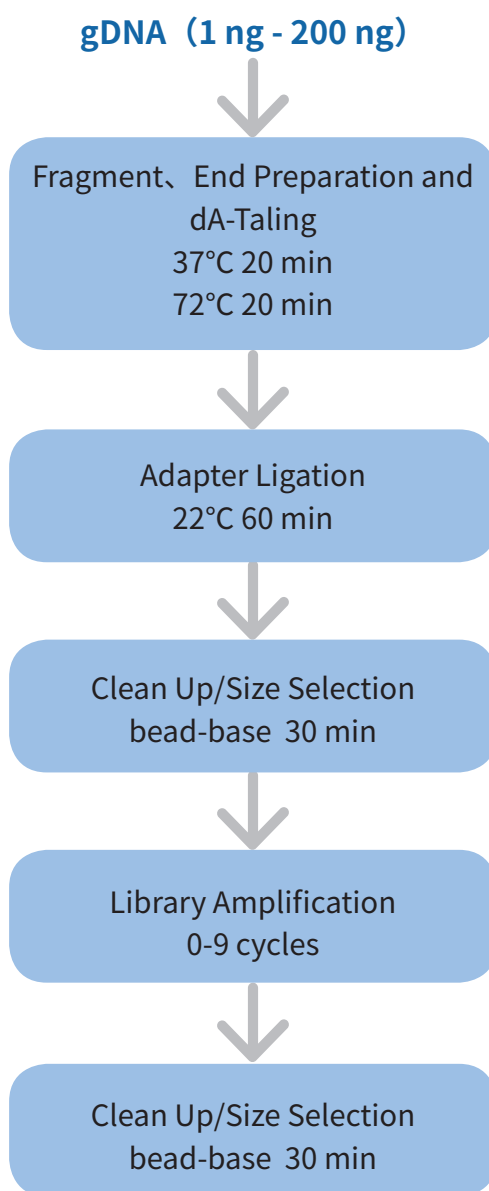 gDNA（1 ng - 200 ng）
Fragment、End Preparation and
dA-Taling
37°C 20 min
72°C 20 min
Adapter Ligation
22°C 60 min
Clean Up/Size Selection
bead-base  30 min
Library Amplification
0-9 cycles
Clean Up/Size Selection
bead-base  30 min